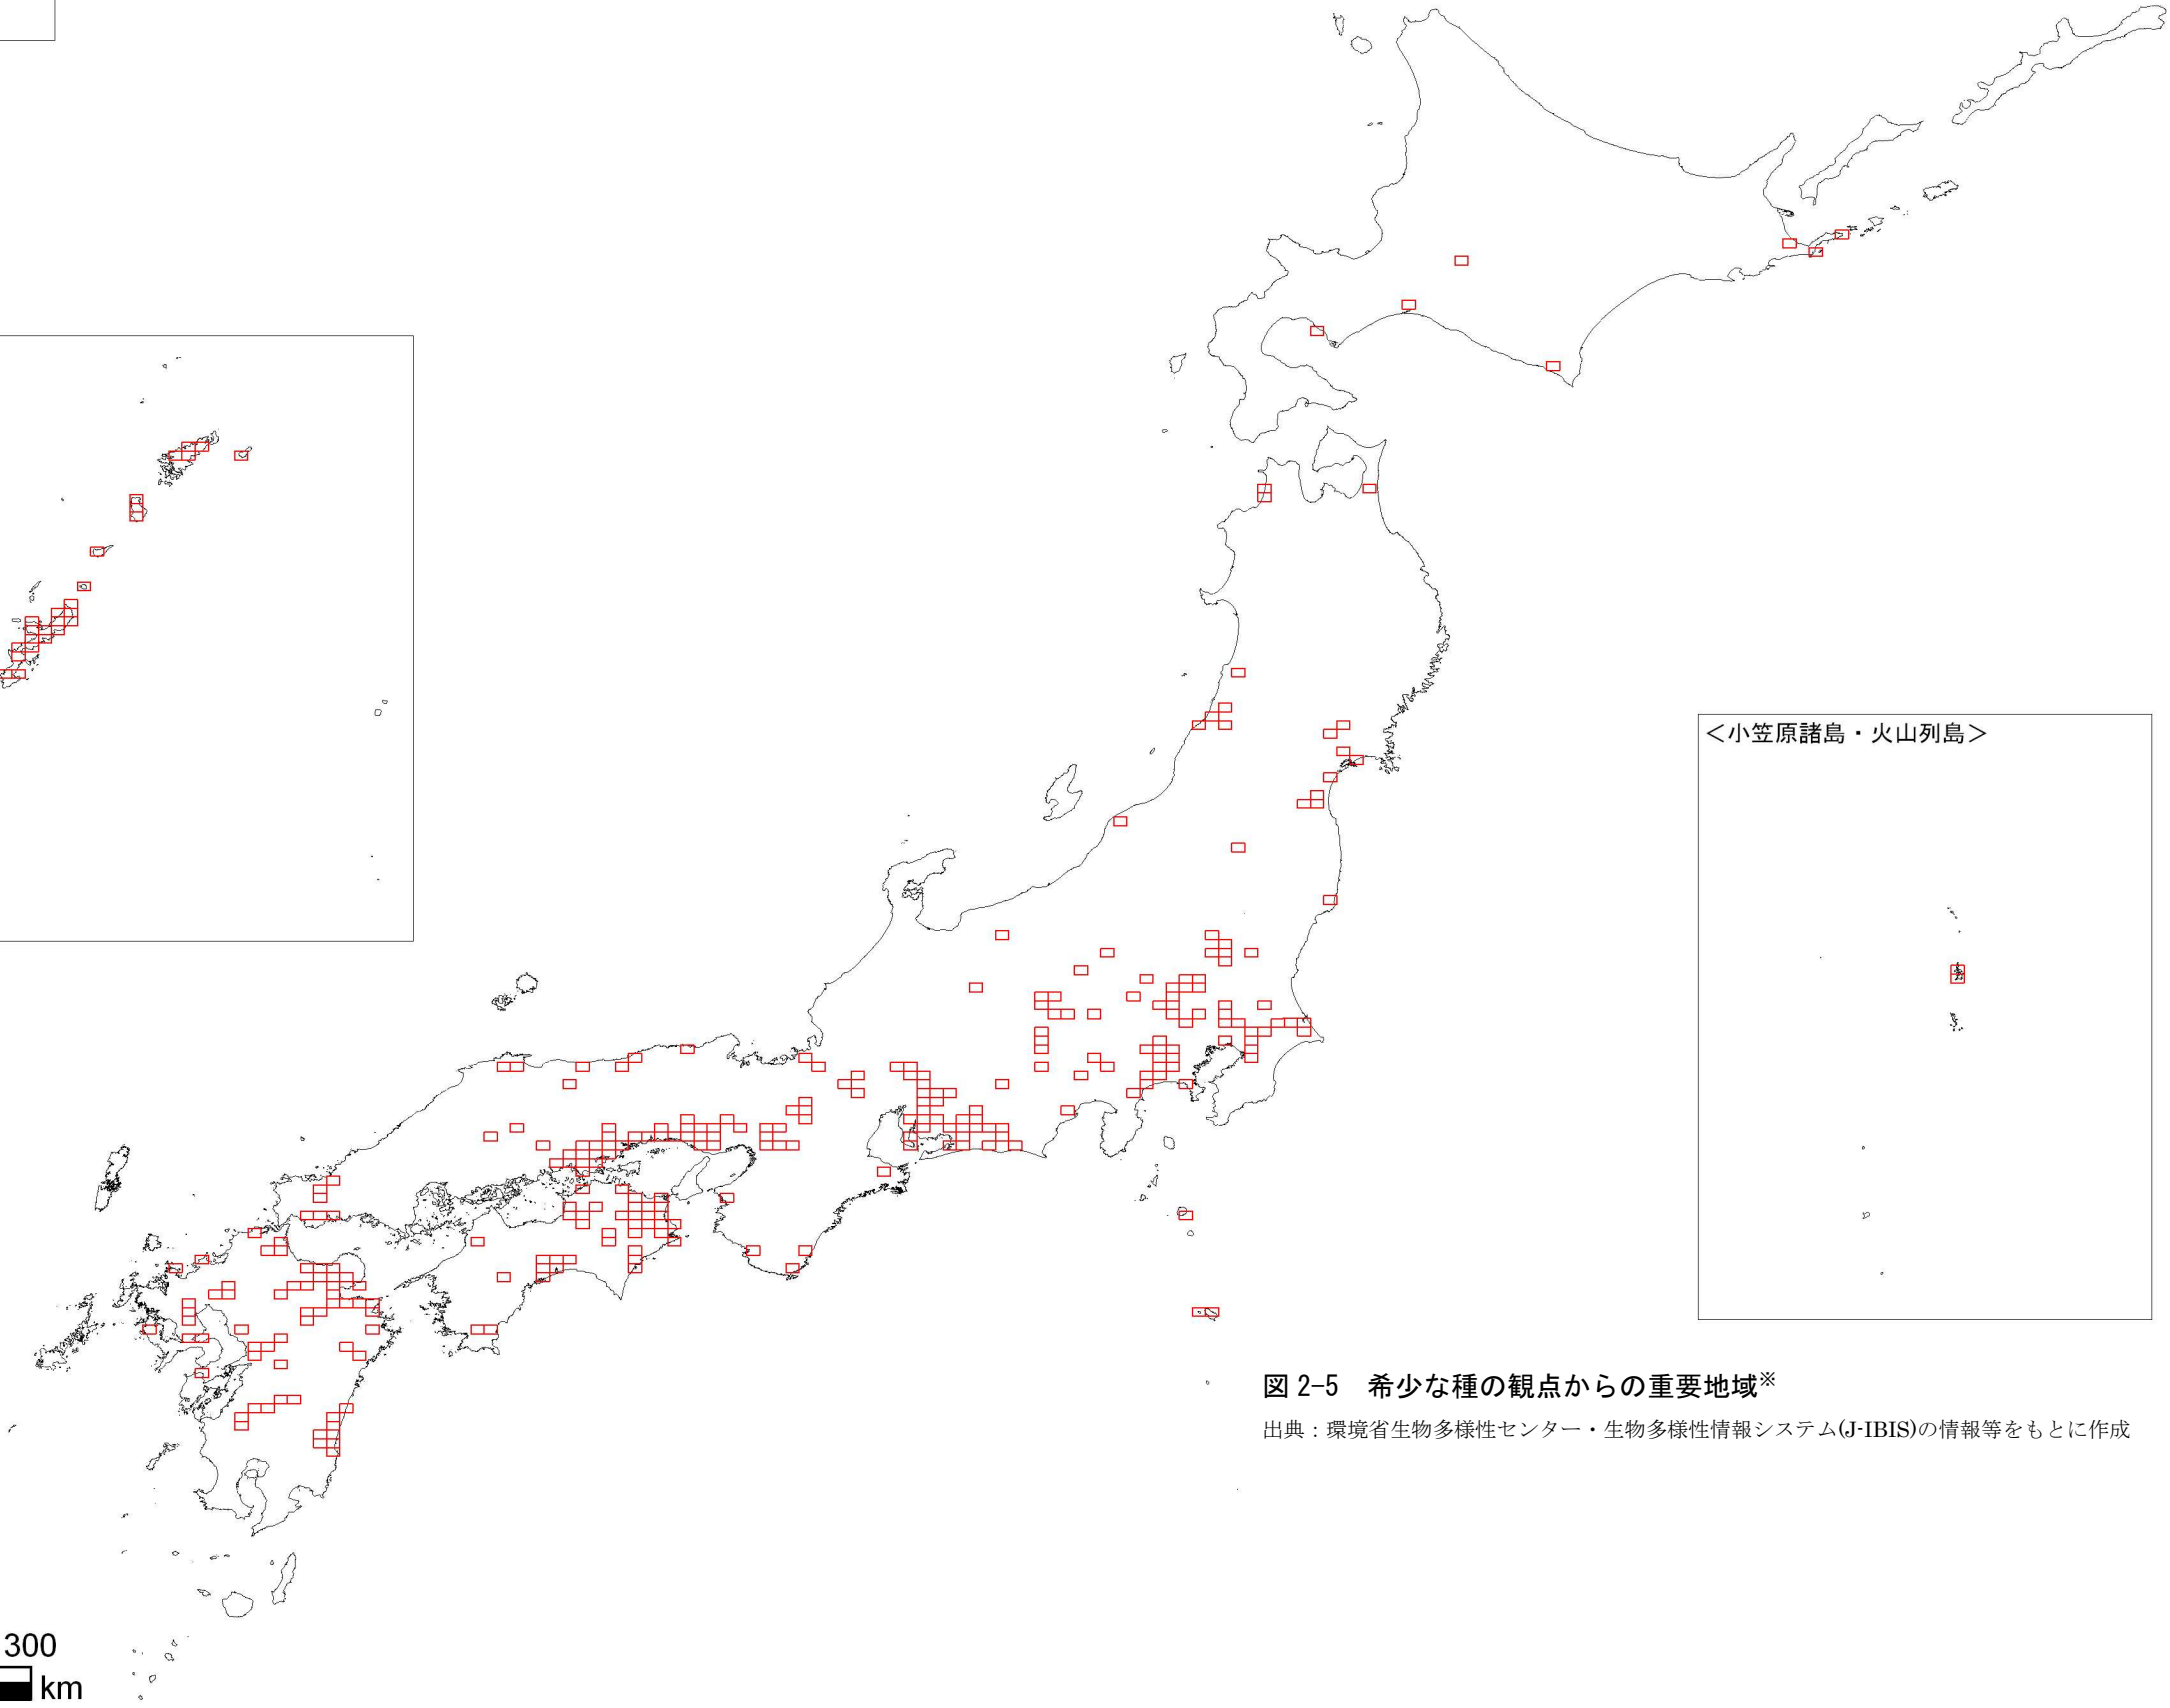 ＜小笠原諸島・火山列島＞
図 2-5　希少な種の観点からの重要地域※
出典：環境省生物多様性センター・生物多様性情報システム(J-IBIS)の情報等をもとに作成
300
km